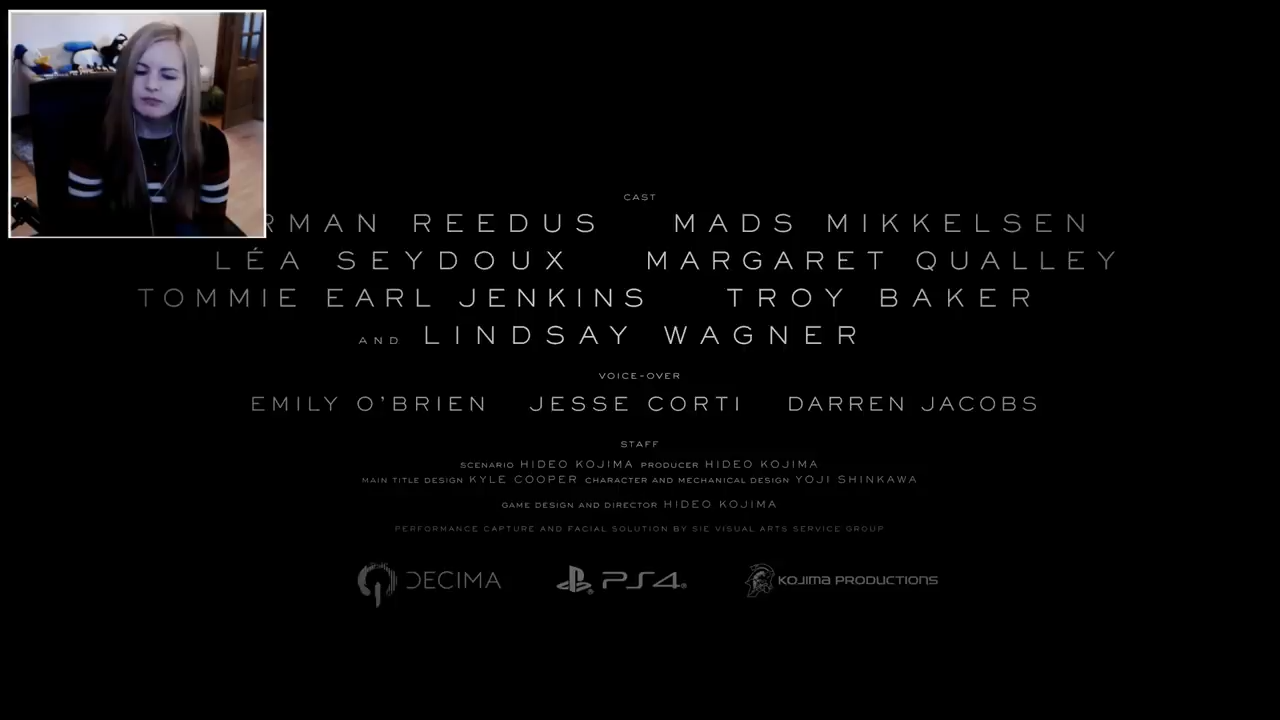 CAST
RMAN REEDUS MADS MIKKELSEN
LÉA SEYDOUX MARGARET QUALLEY
TOMMIE EARL JENKINS TROY BAKER
AND LINDSAY WAGNER
VOICE-OVER
EMILY O'BRIEN JESSE CORTI DARREN JACOBS
STAFF
SCENARIO HIDEO KOJIMA PRODUCER HIDEO KOJIMA
MAIN TITLE DESIGN KYLE COOPER CHARACTER AND MECHANICAL DESIGN YOJI SHINKAWA
GAME DESIGN AND DIRECTOR HIDEO KOJIMA
PERFORMANCE CAPTURE AND FACIAL SOLUTION BY SIE VISUAL ARTS SERVICE GROUP
DECIMA PS4 KOJIMA PRODUCTIONS